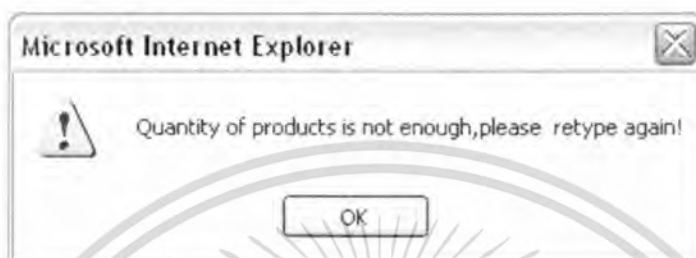 Microsoft Internet Explorer
Quantity of products is not enough,please retype again!
OK